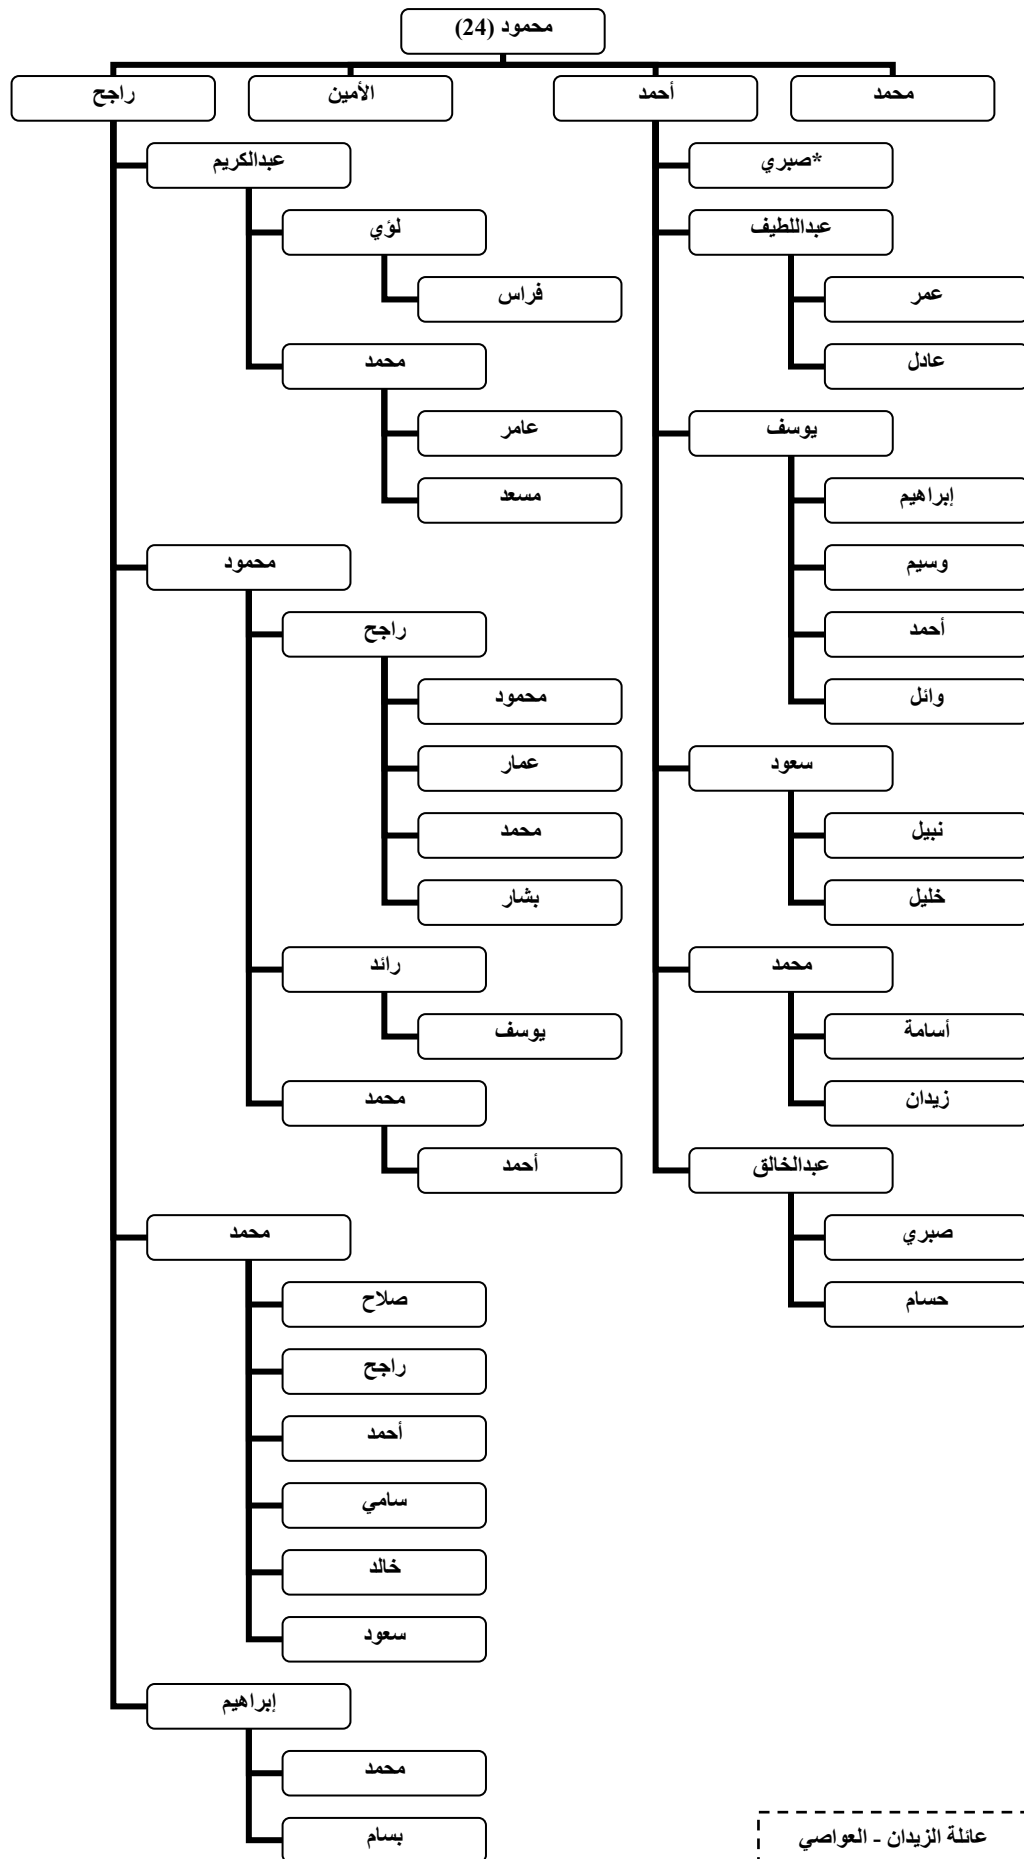 محمود (24)
محمد
أحمد
الأمين
راجح
*صبري
عبداللطيف
عمر
عادل
يوسف
إبراهيم
وسيم
أحمد
وائل
سعود
نبيل
خليل
محمد
أسامة
زيدان
عبدالخالق
صبري
حسام
عبدالكريم
لؤي
فراس
محمد
عامر
مسعد
محمود
راجح
محمود
عمار
محمد
بشار
رائد
يوسف
محمد
أحمد
محمد
صلاح
راجح
أحمد
سامي
خالد
سعود
إبراهيم
محمد
بسام
عائلة الزيدان - العواصي